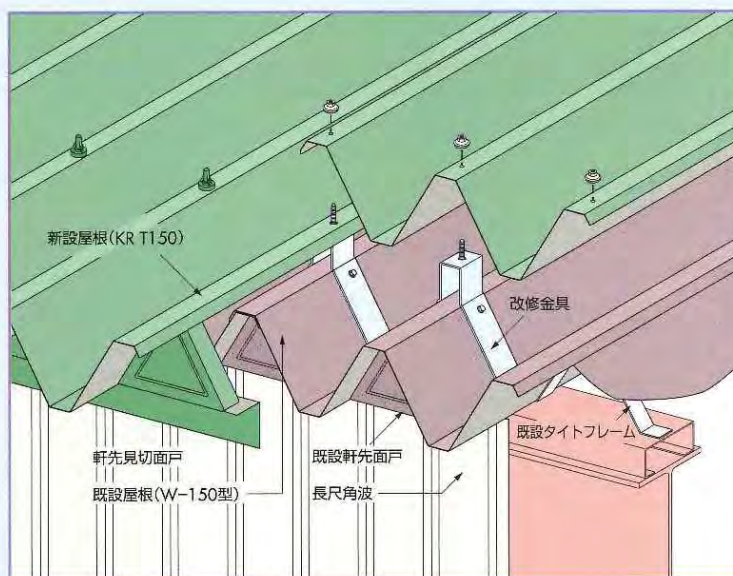 新設屋根(KR T150)
改修金具
既設タイトフレーム
軒先見切面戸
既設軒先面戸
既設屋根(W-150型)
長尺角波